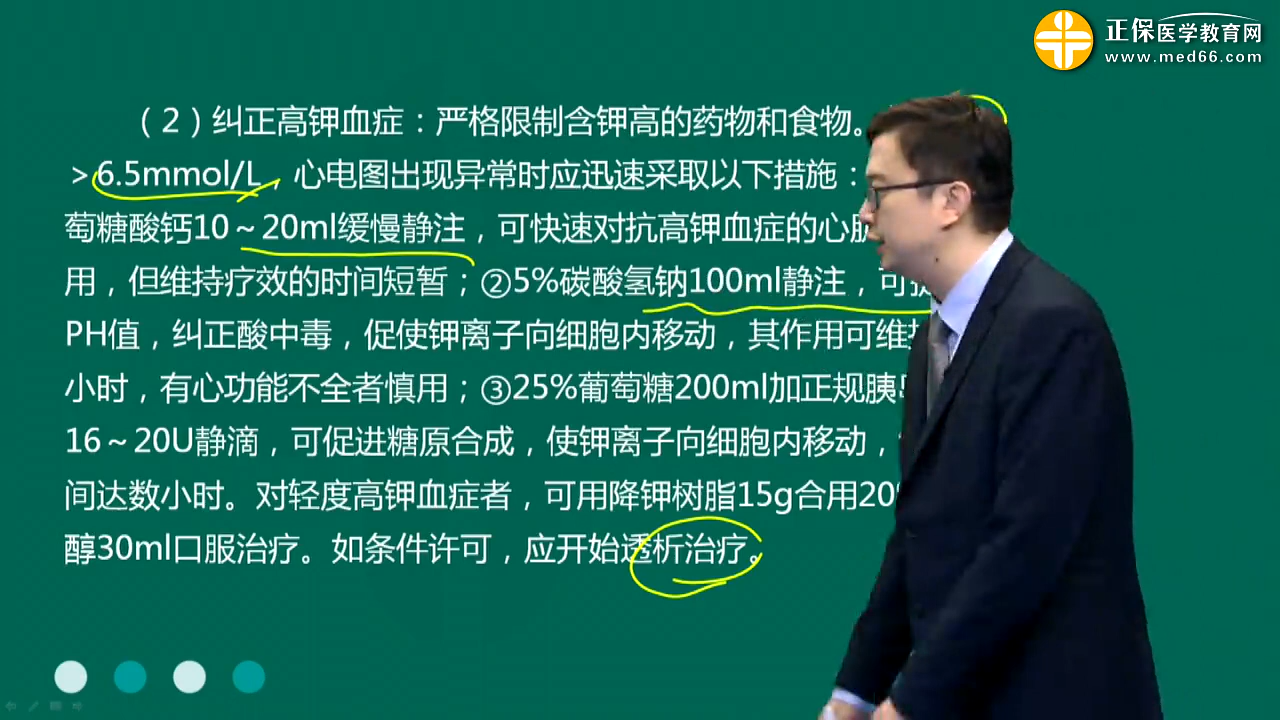 正保医学教育网
www.med66.com
（2）纠正高钾血症：严格限制含钾高的药物和食物。
＞6.5mmol/L，心电图出现异常时应迅速采取以下措施：
萄糖酸钙10～20ml缓慢静注，可快速对抗高钾血症的心肌
用，但维持疗效的时间短暂；②5%碳酸氢钠100ml静注，可
PH值，纠正酸中毒，促使钾离子向细胞内移动，其作用可维
小时，有心功能不全者慎用；③25%葡萄糖200ml加正规胰
16～20U静滴，可促进糖原合成，使钾离子向细胞内移动，
间达数小时。对轻度高钾血症者，可用降钾树脂15g合用20
醇30ml口服治疗。如条件许可，应开始透析治疗。